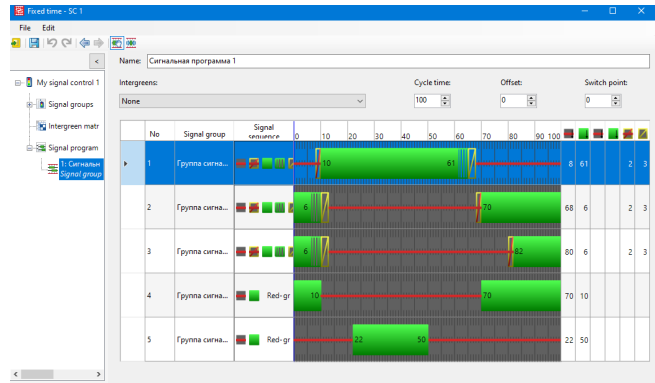 Fixed time - SC 1
File Edit
Name: Сигнальная программа 1
My signal control 1
Signal groups
Intergreen matr
Signal program
1: Сигнальн
Signal group
Intergreens: Cycle time: Offset: Switch point:
None 100 0 0
No Signal group Signal sequence 0 10 20 30 40 50 60 70 80 90 100
1 Группа сигна... 10 61 8 61 2 3
2 Группа сигна... 6 70 68 6 2 3
3 Группа сигна... 6 82 80 6 2 3
4 Группа сигна... Red-gr 10 70 70 10
5 Группа сигна... Red-gr 22 50 22 50